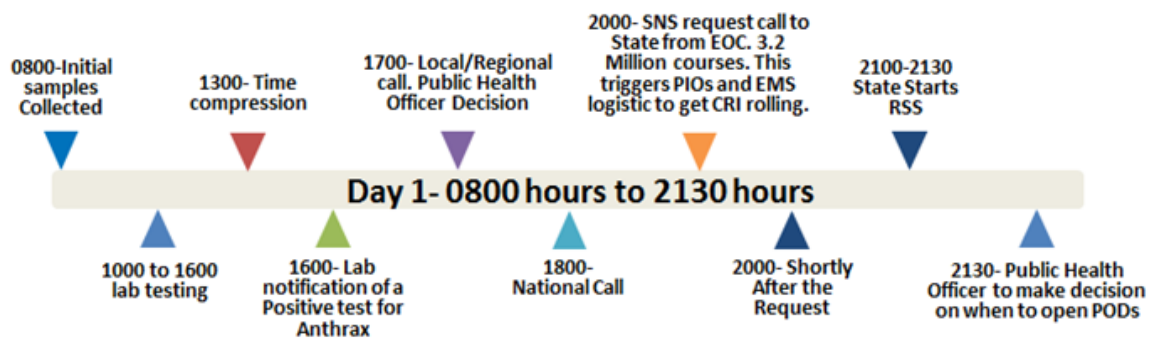 0800-Initial
samples
Collected
1300- Time
compression
1700- Local/Regional
call. Public Health
Officer Decision
2000- SNS request call to
State from EOC. 3.2
Million courses. This
triggers PIOs and EMS
logistic to get CRI rolling.
2100-2130
State Starts
RSS
Day 1- 0800 hours to 2130 hours
1000 to 1600
lab testing
1600- Lab
notification of a
Positive test for
Anthrax
1800-
National Call
2000- Shortly
After the
Request
2130- Public Health
Officer to make decision
on when to open PODs